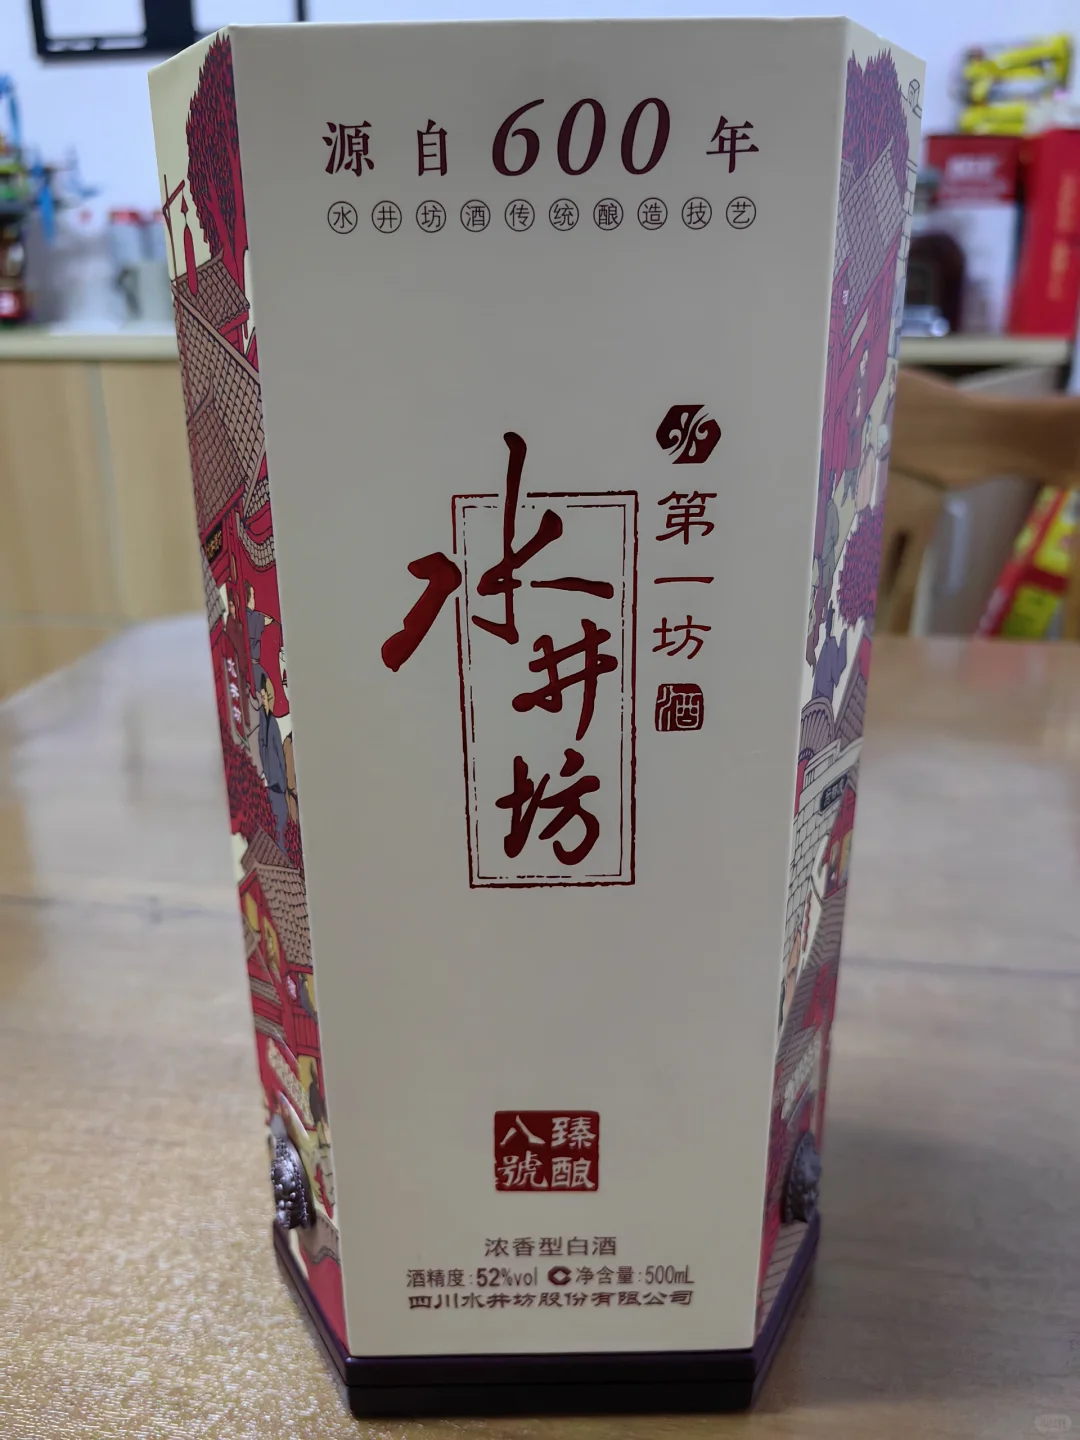 源自600年
水井坊酒传统酿造技艺
水井坊
第一坊
酒
臻酿
八號
浓香型白酒
酒精度:52%vol 净含量:500mL
四川水井坊股份有限公司